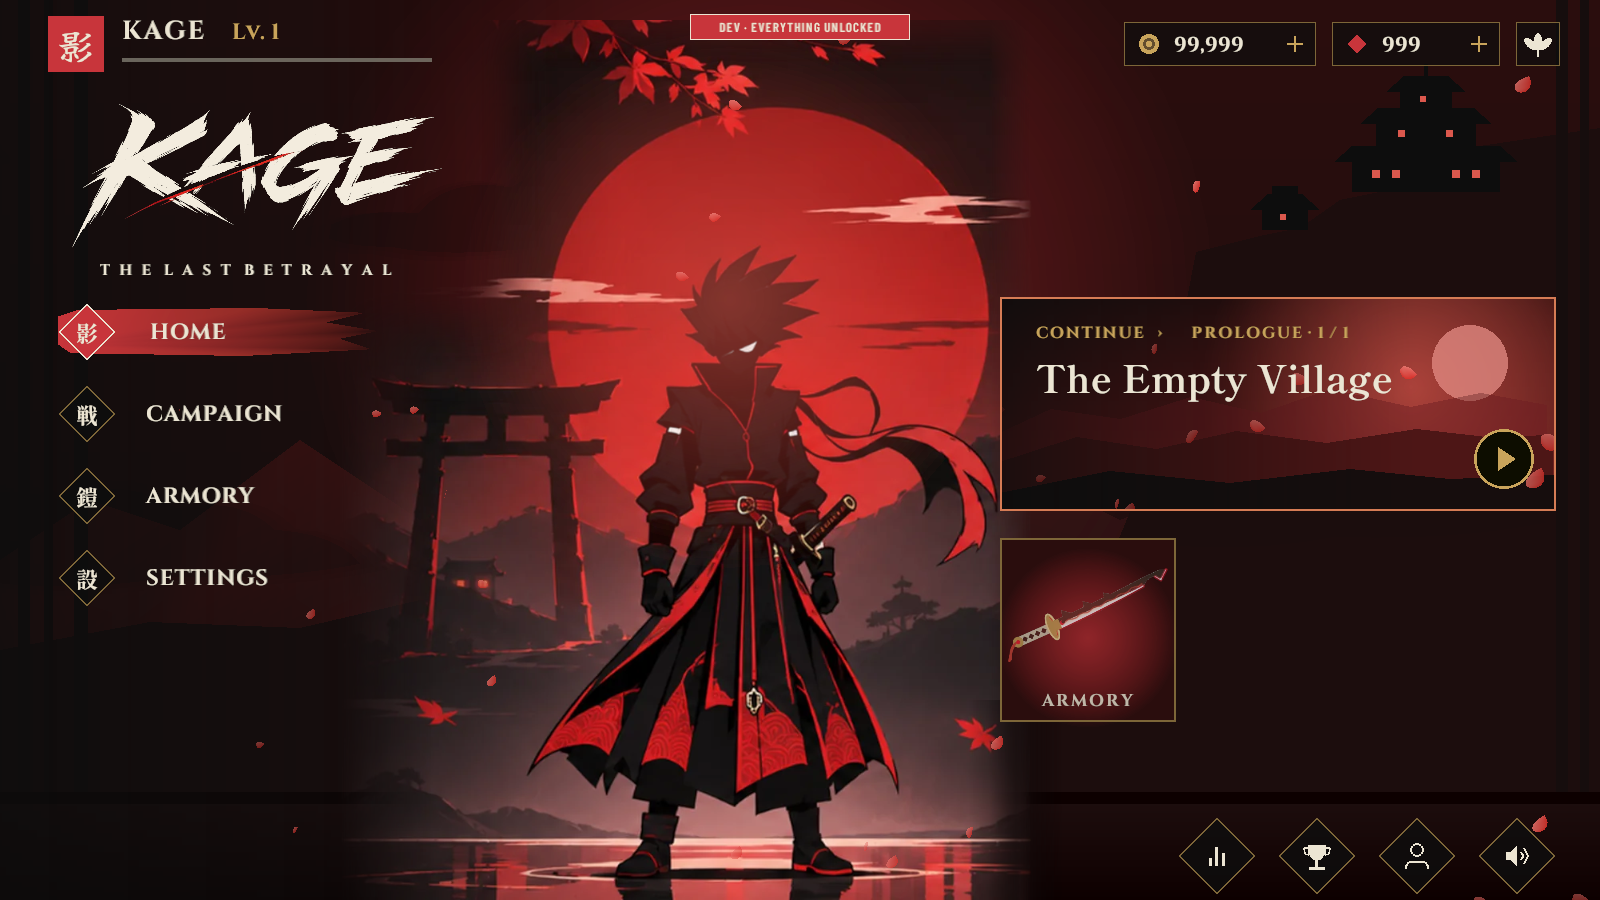 影
KAGE Lv. 1
DEV · EVERYTHING UNLOCKED
99,999 +
999 +
KAGE
THE LAST BETRAYAL
影 HOME
戦 CAMPAIGN
鎧 ARMORY
設 SETTINGS
CONTINUE › PROLOGUE · 1 / 1
The Empty Village
ARMORY